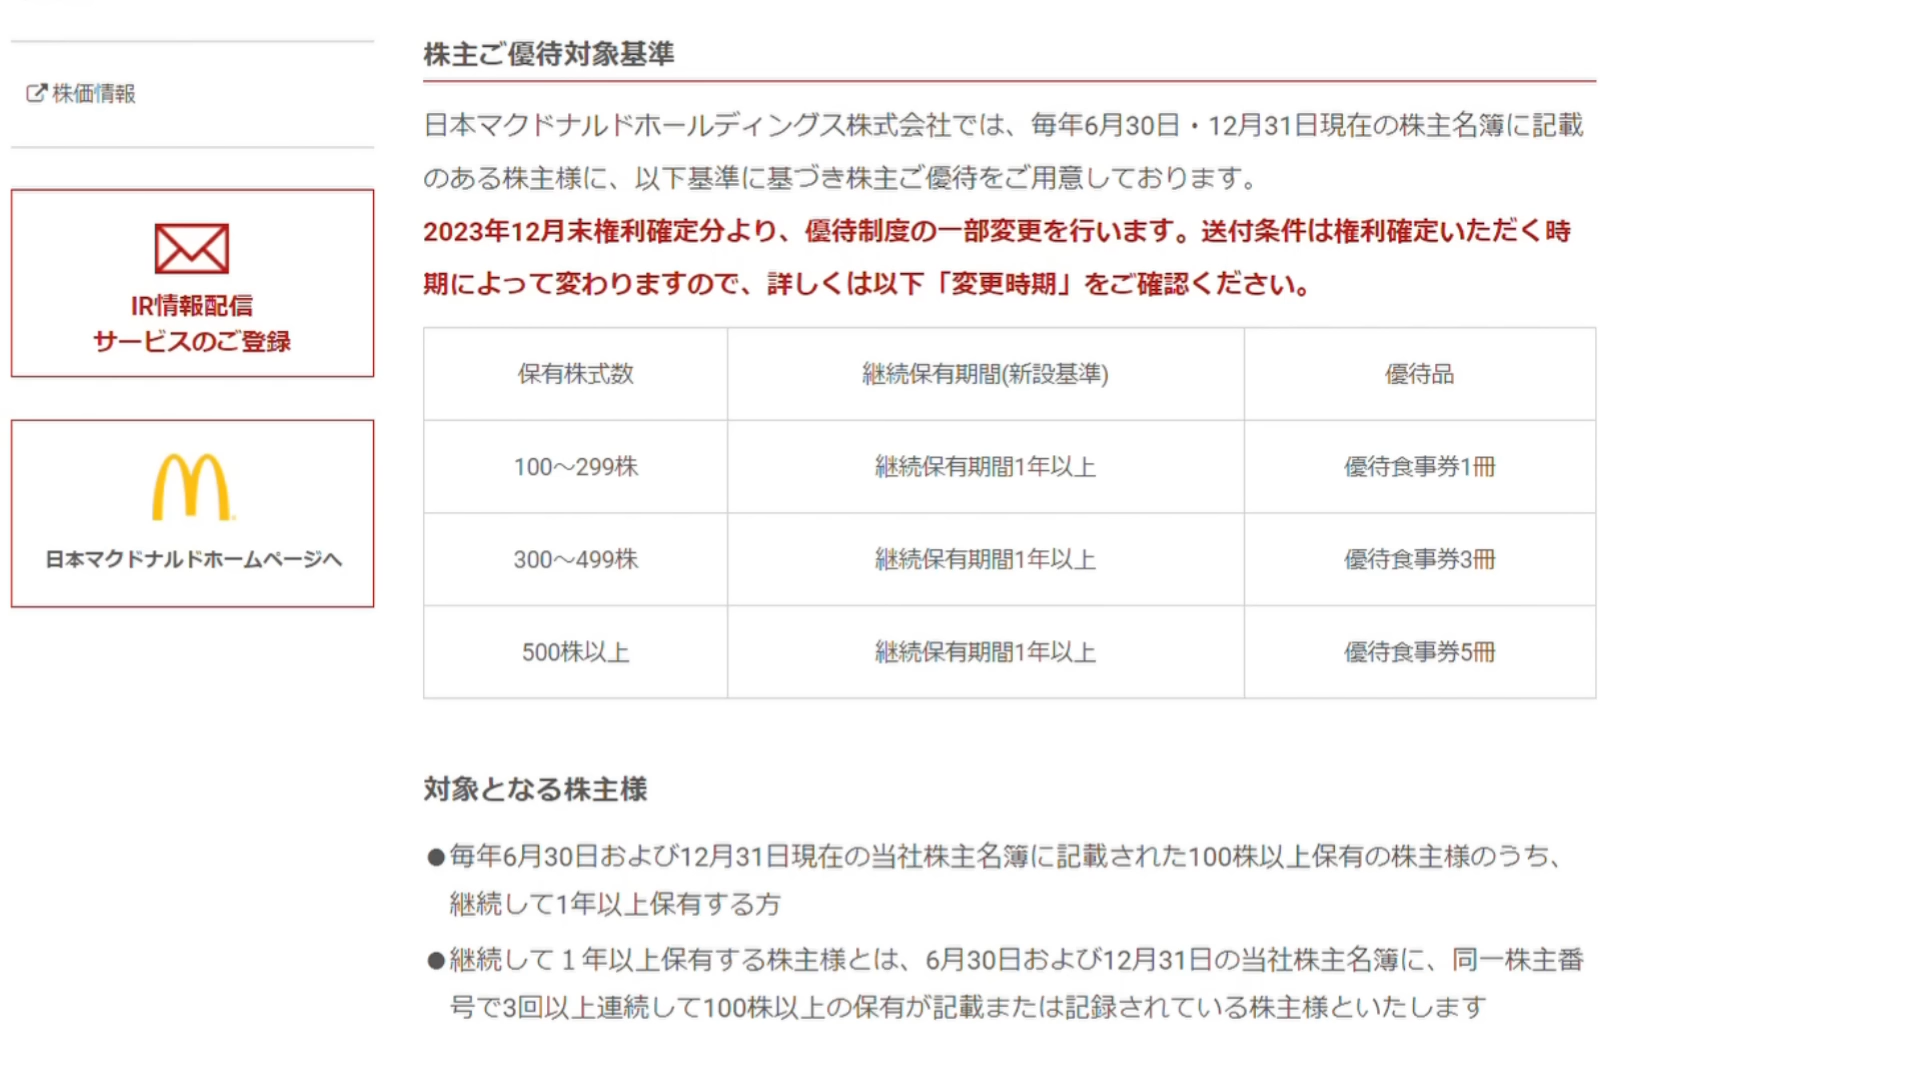 株価情報
IR情報配信
サービスのご登録
日本マクドナルドホームページへ
株主ご優待対象基準
日本マクドナルドホールディングス株式会社では、毎年6月30日・12月31日現在の株主名簿に記載
のある株主様に、以下基準に基づき株主ご優待をご用意しております。
2023年12月末権利確定分より、優待制度の一部変更を行います。送付条件は権利確定いただく時
期によって変わりますので、詳しくは以下「変更時期」をご確認ください。
保有株式数 継続保有期間(新設基準) 優待品
100～299株 継続保有期間1年以上 優待食事券1冊
300～499株 継続保有期間1年以上 優待食事券3冊
500株以上 継続保有期間1年以上 優待食事券5冊
対象となる株主様
●毎年6月30日および12月31日現在の当社株主名簿に記載された100株以上保有の株主様のうち、
継続して1年以上保有する方
●継続して１年以上保有する株主様とは、6月30日および12月31日の当社株主名簿に、同一株主番
号で3回以上連続して100株以上の保有が記載または記録されている株主様といたします